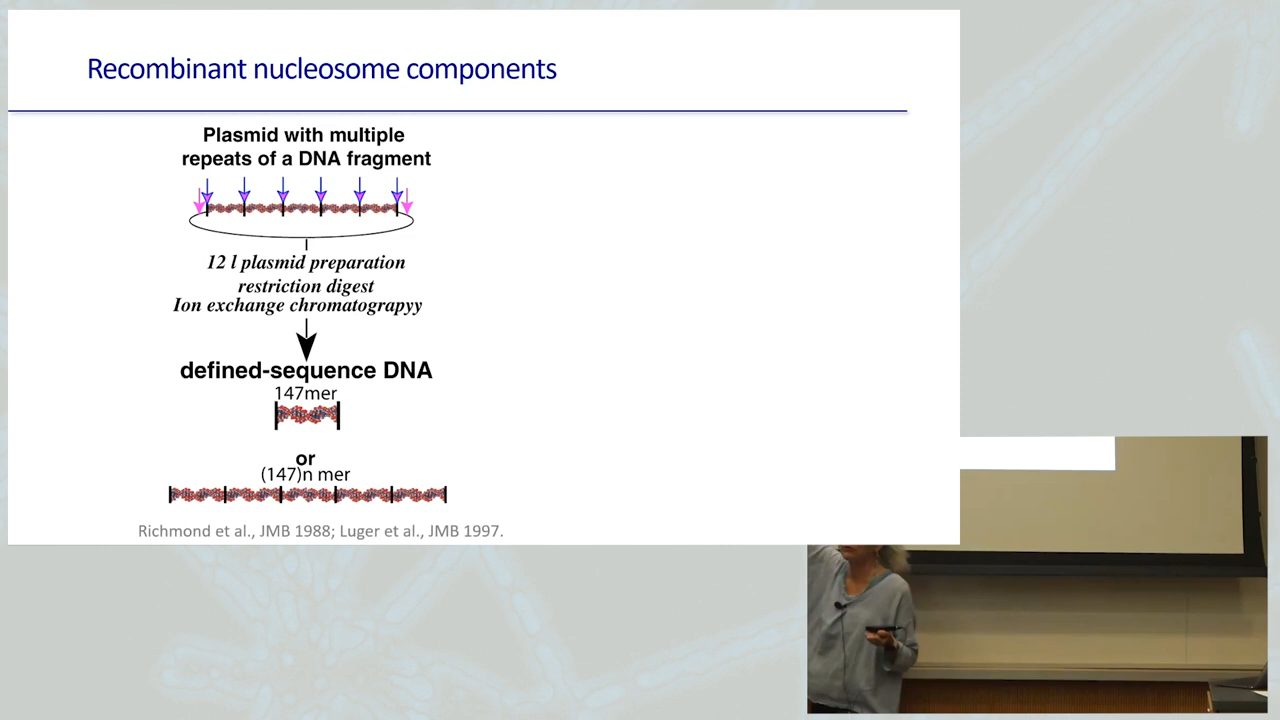 Recombinant nucleosome components
Plasmid with multiple
repeats of a DNA fragment
12 l plasmid preparation
restriction digest
Ion exchange chromatograpyy
defined-sequence DNA
147mer
or
(147)n mer
Richmond et al., JMB 1988; Luger et al., JMB 1997.